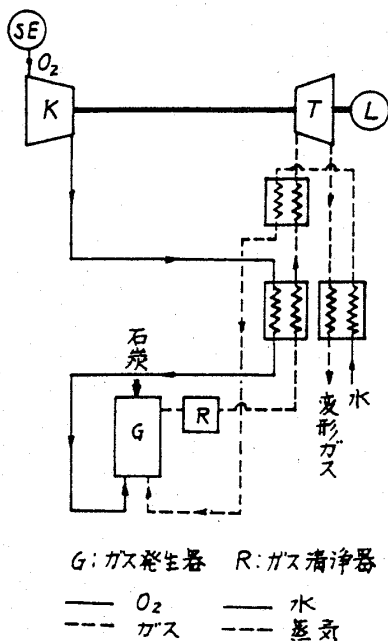 SE
O₂
K
T
L
石炭
G
R
変形ガス
水
G:ガス発生器 R:ガス清浄器
O₂ 水
ガス 蒸気